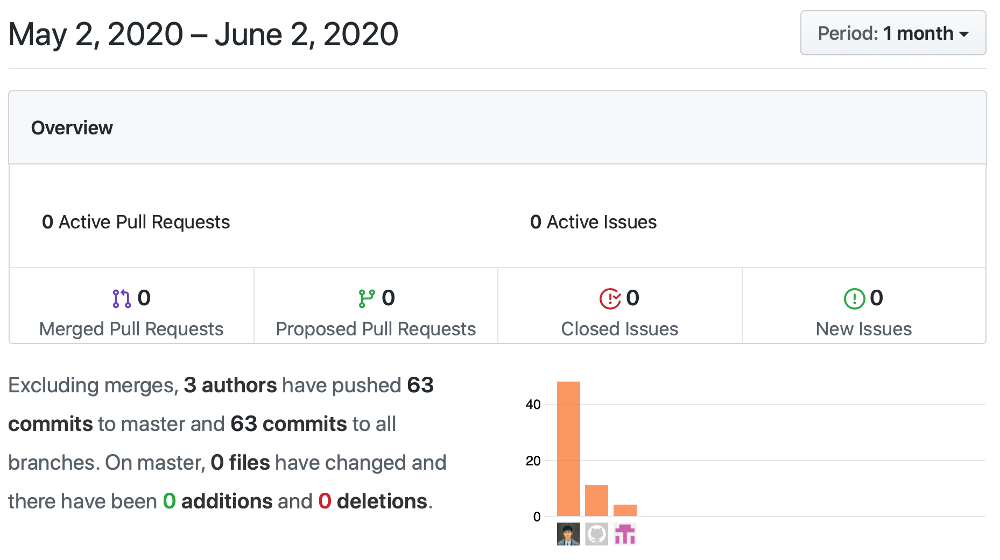 May 2, 2020 – June 2, 2020
Period: 1 month
Overview
0 Active Pull Requests
0 Active Issues
0
Merged Pull Requests
0
Proposed Pull Requests
0
Closed Issues
0
New Issues
Excluding merges, 3 authors have pushed 63
commits to master and 63 commits to all
branches. On master, 0 files have changed and
there have been 0 additions and 0 deletions.
40
20
0